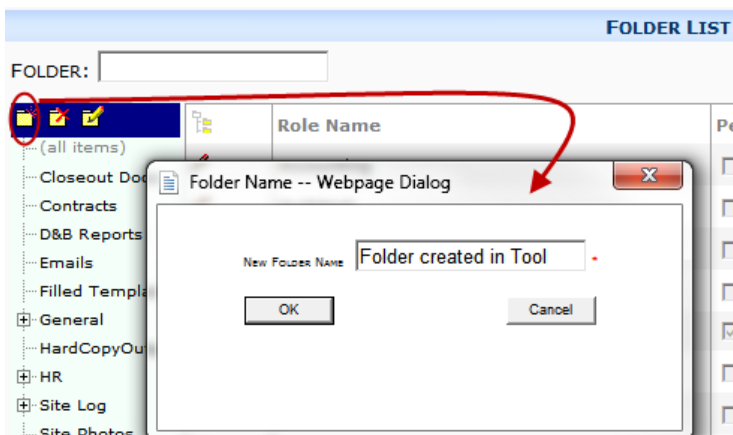 FOLDER LIST
FOLDER:
Role Name
(all items)
Closeout Doc
Folder Name -- Webpage Dialog
X
Contracts
D&B Reports
New Folder Name Folder created in Tool *
Emails
Filled Templa
OK Cancel
General
HardCopyOu
HR
Site Log
Site Photos